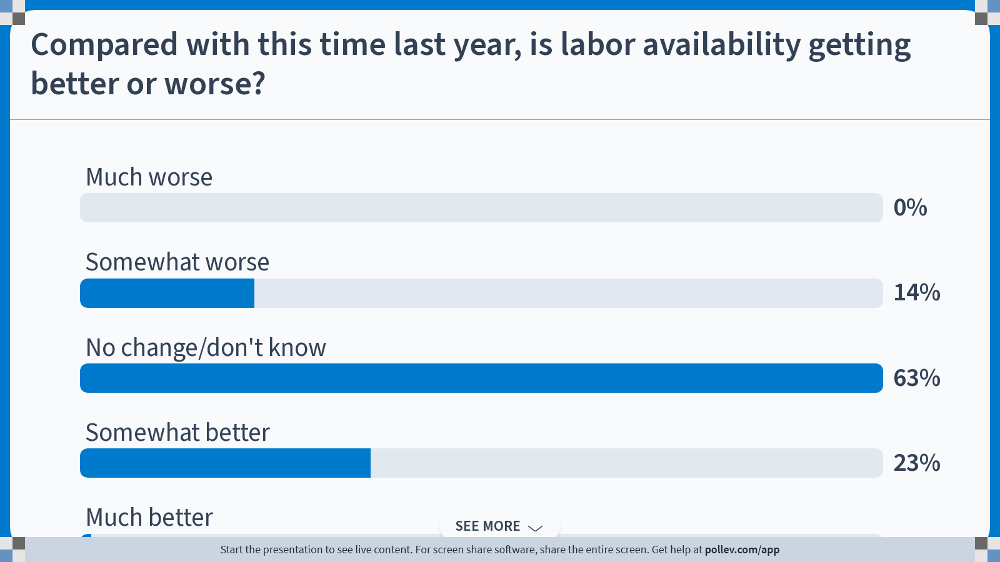 Compared with this time last year, is labor availability getting
better or worse?
Much worse
0%
Somewhat worse
14%
No change/don't know
63%
Somewhat better
23%
Much better
SEE MORE
Start the presentation to see live content. For screen share software, share the entire screen. Get help at pollev.com/app